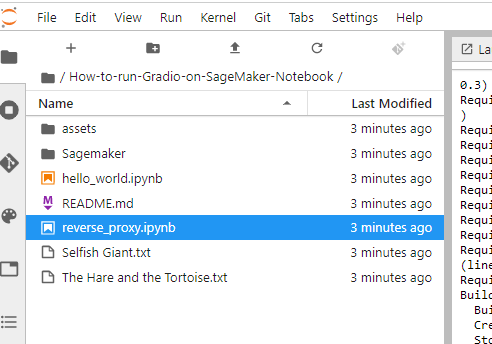 File Edit View Run Kernel Git Tabs Settings Help
/ How-to-run-Gradio-on-SageMaker-Notebook /
Name Last Modified
assets 3 minutes ago
Sagemaker 3 minutes ago
hello_world.ipynb 3 minutes ago
README.md 3 minutes ago
reverse_proxy.ipynb 3 minutes ago
Selfish Giant.txt 3 minutes ago
The Hare and the Tortoise.txt 3 minutes ago
La
0.3)
Requi
)
Requi
Requi
Requi
Requi
Requi
Requi
Requi
Requi
Requi
(line
Requi
Build
Bui
Cre
Sto